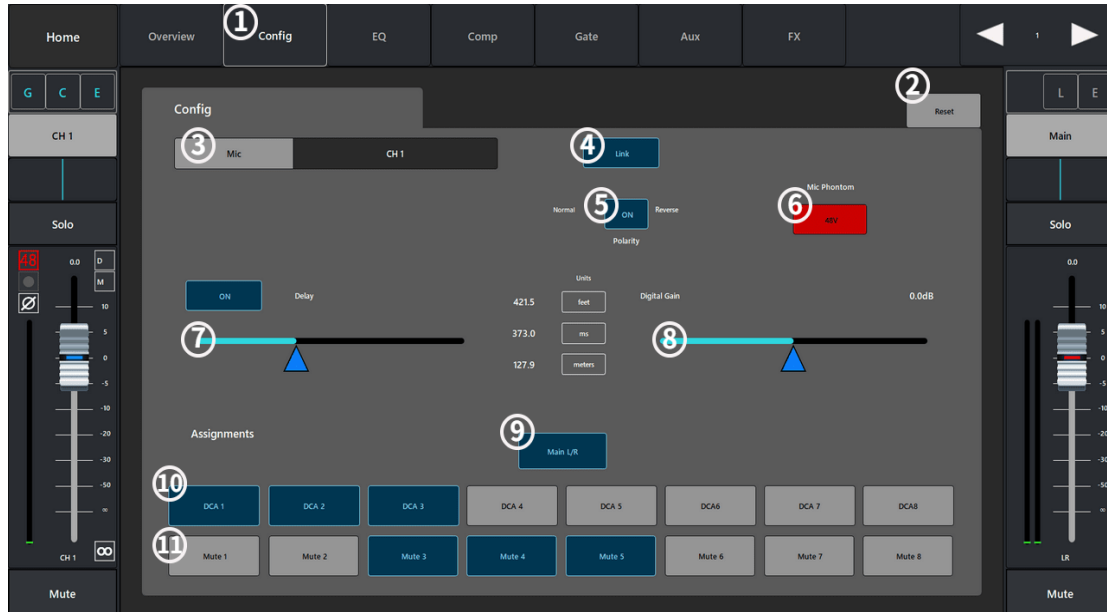 Home Overview ① Config EQ Comp Gate Aux FX 1
G C E
② Reset
L E
CH 1
Config
Main
③ Mic CH 1
④ Link
Mic Phontom
Solo
Normal ⑤ ON Reverse
⑥ 48V
Solo
Polarity
48 0.0 D
M
0.0
Units
ON Delay
421.5 feet
Digital Gain 0.0dB
⑦
373.0 ms
⑧
127.9 meters
10
5
0
-5
-10
-20
-30
-50
∞
10
5
0
-5
-10
-20
-30
-50
∞
Assignments
⑨ Main L/R
⑩ DCA 1 DCA 2 DCA 3 DCA 4 DCA 5 DCA6 DCA 7 DCA8
⑪ Mute 1 Mute 2 Mute 3 Mute 4 Mute 5 Mute 6 Mute 7 Mute 8
CH 1 ∞
LR
Mute
Mute